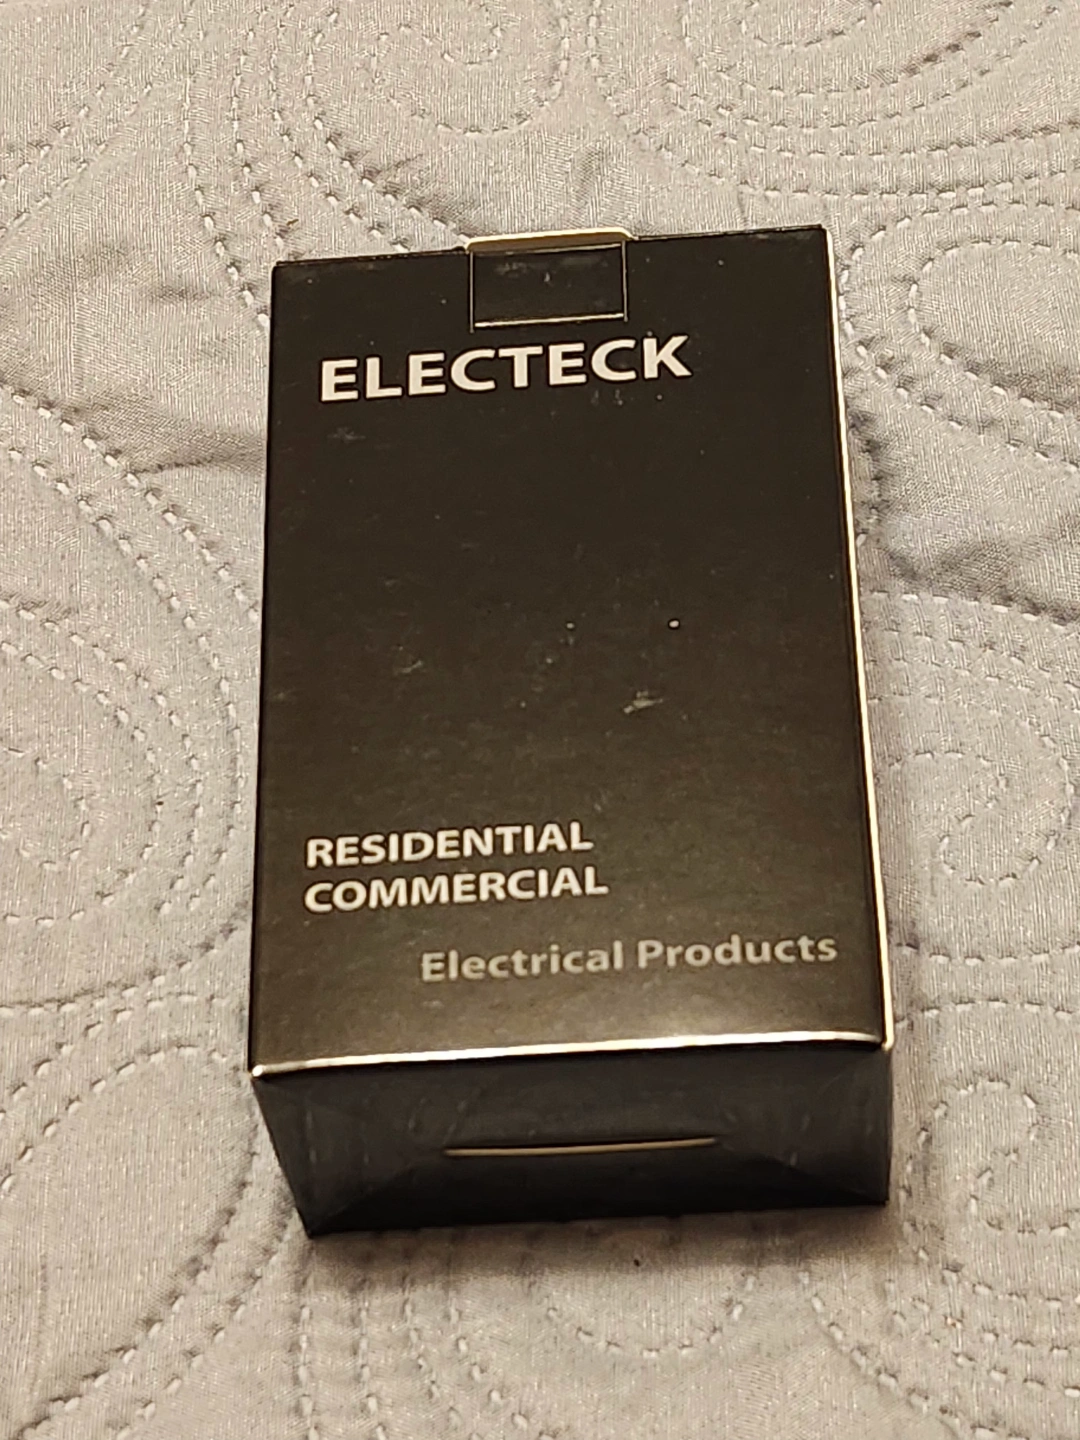 ELECTECK
RESIDENTIAL
COMMERCIAL
Electrical Products